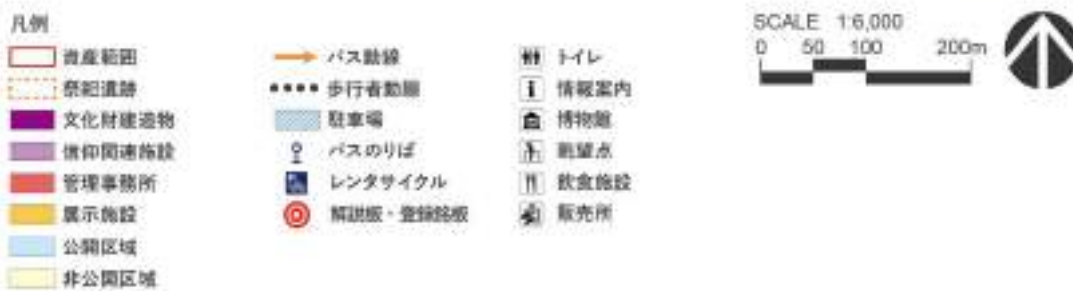 凡例
資産範囲
祭祀遺跡
文化財建造物
信仰関連施設
管理事務所
展示施設
公開区域
非公開区域
バス動線
歩行者動線
駐車場
バスのりば
レンタサイクル
解説板・登録銘板
トイレ
情報案内
博物館
眺望点
飲食施設
販売所
SCALE 1:6,000
0 50 100 200m